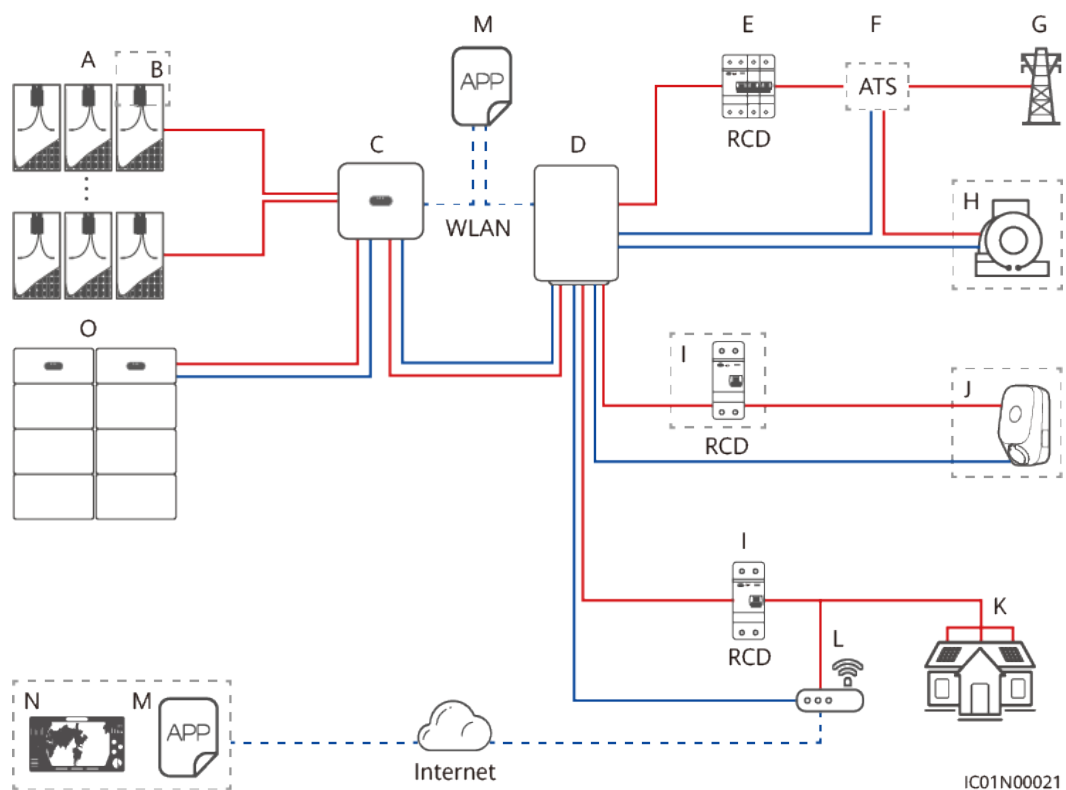 A
B
M
APP
E
RCD
F
ATS
G
C
WLAN
D
H
O
I
RCD
J
I
RCD
K
L
N
M
APP
Internet
IC01N00021